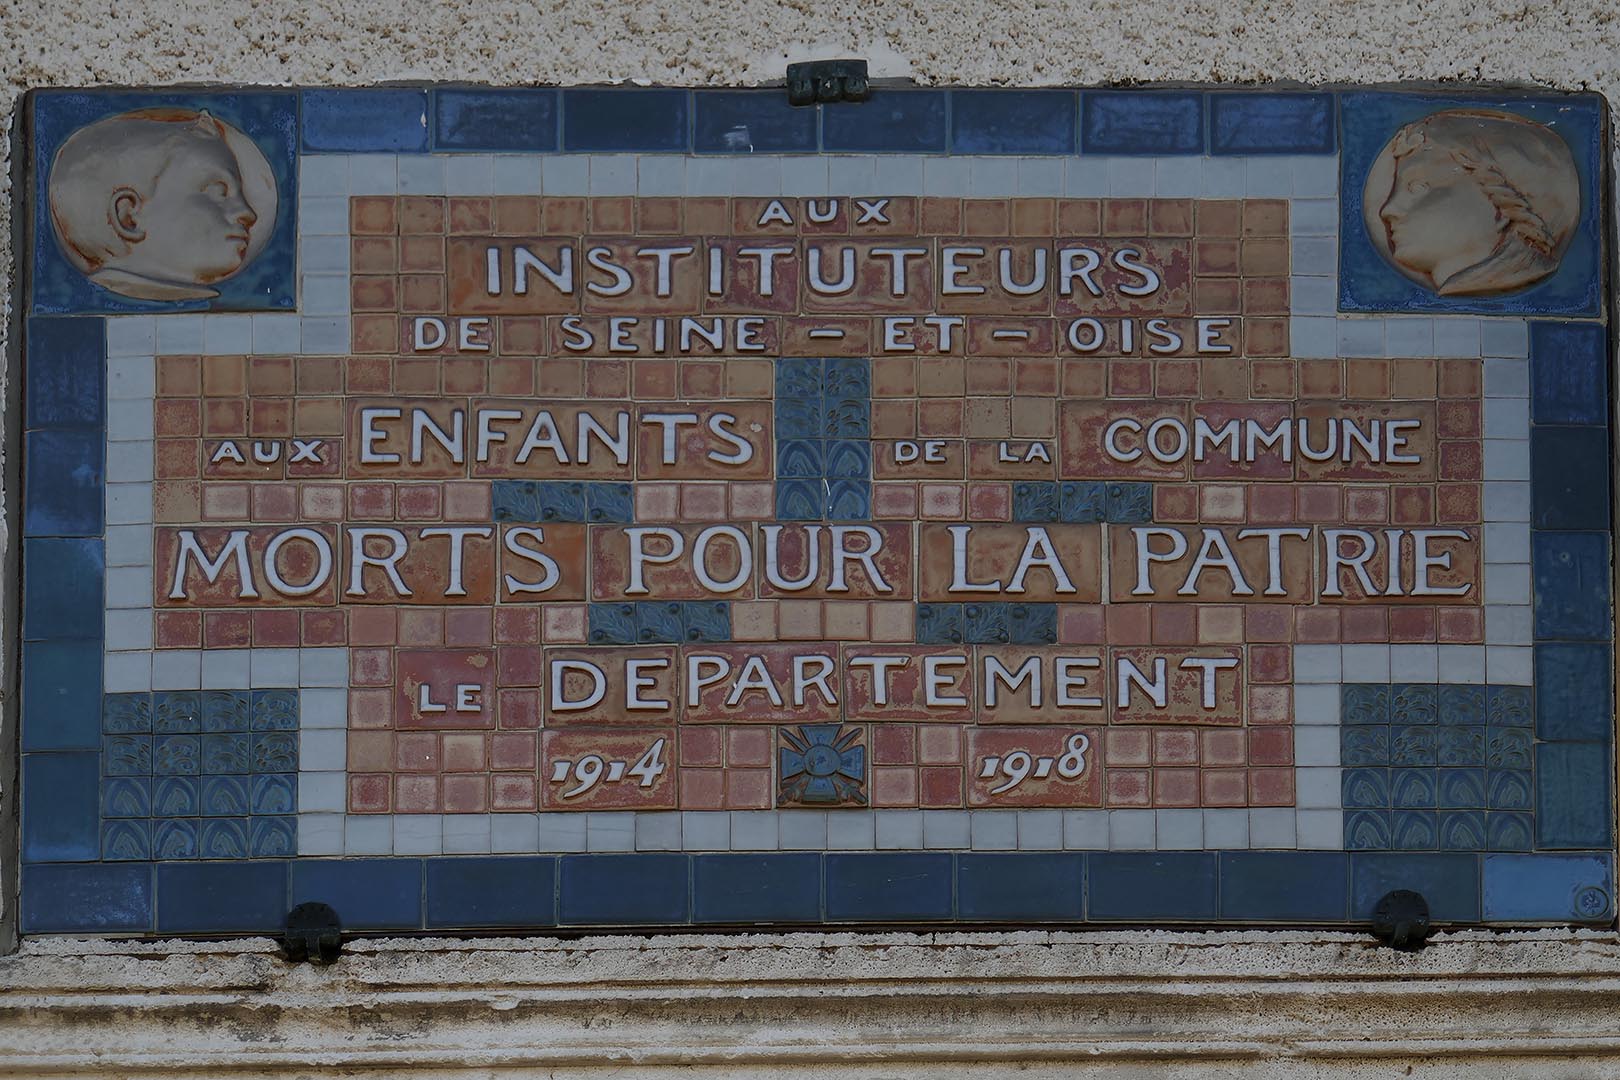 AUX
INSTITUTEURS
DE SEINE - ET - OISE
AUX ENFANTS DE LA COMMUNE
MORTS POUR LA PATRIE
LE DEPARTEMENT
1914 1918